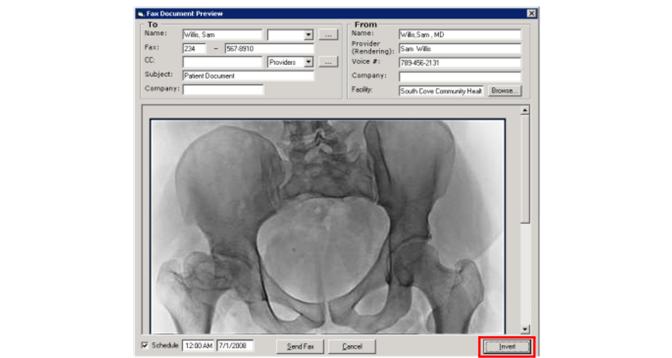 Fax Document Preview
To
Name: Willis, Sam ...
Fax: 234 - 567-8910
CC: Providers ...
Subject: Patient Document
Company:
From
Name: Willis,Sam , MD
Provider (Rendering): Sam Willis
Voice #: 789-456-2131
Company:
Facility: South Cove Community Healt Browse...
Schedule 12:00 AM 7/1/2008 Send Fax Cancel Invert